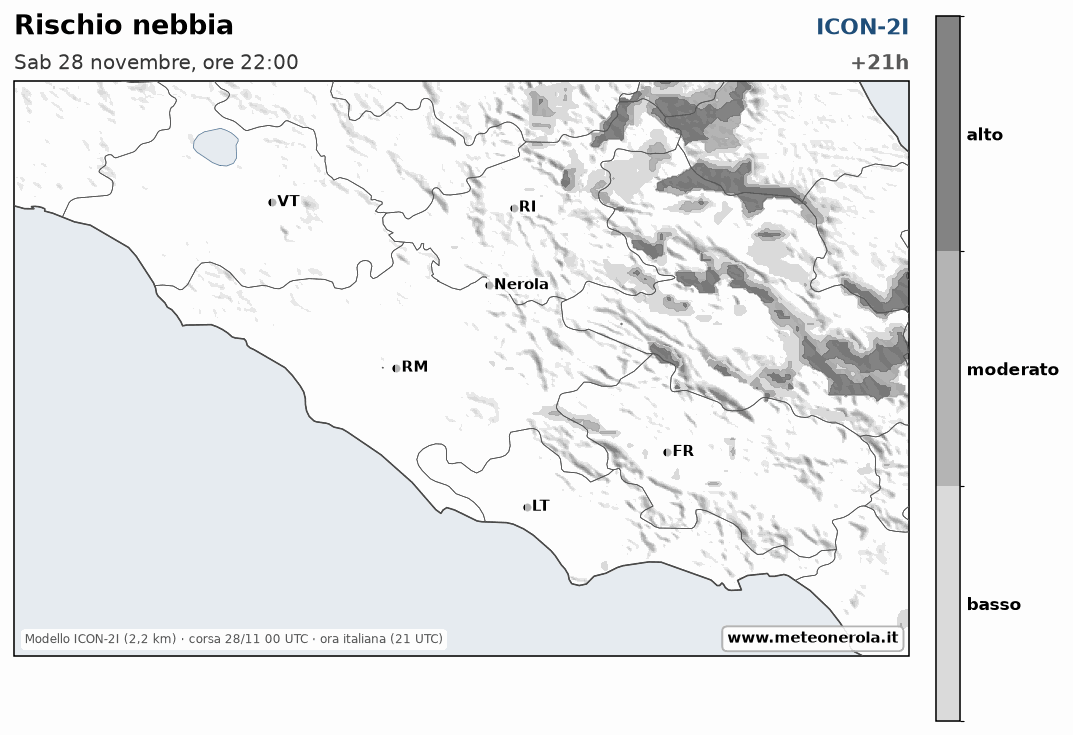 Rischio nebbia
ICON-2I
Sab 28 novembre, ore 22:00
+21h
alto
VT
RI
Nerola
RM
moderato
FR
LT
basso
Modello ICON-2I (2,2 km) · corsa 28/11 00 UTC · ora italiana (21 UTC)
www.meteonerola.it